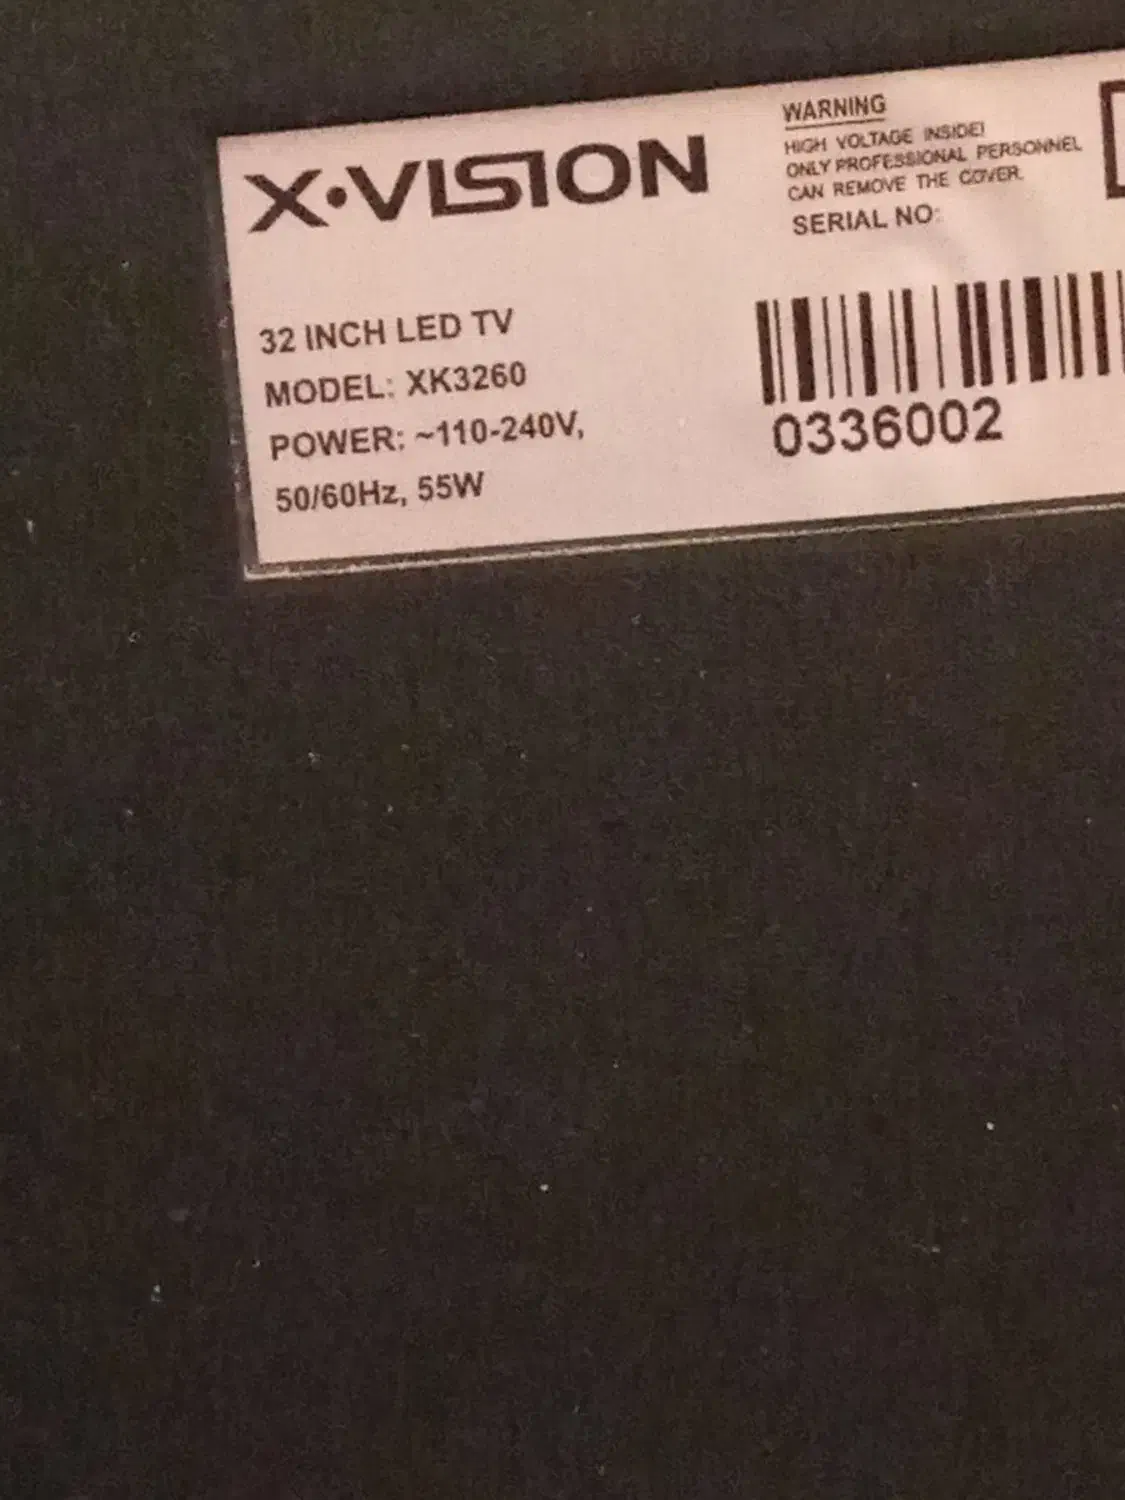 X·VISION
32 INCH LED TV
MODEL: XK3260
POWER: ~110-240V,
50/60Hz, 55W
WARNING
HIGH VOLTAGE INSIDE!
ONLY PROFESSIONAL PERSONNEL
CAN REMOVE THE COVER.
SERIAL NO:
0336002